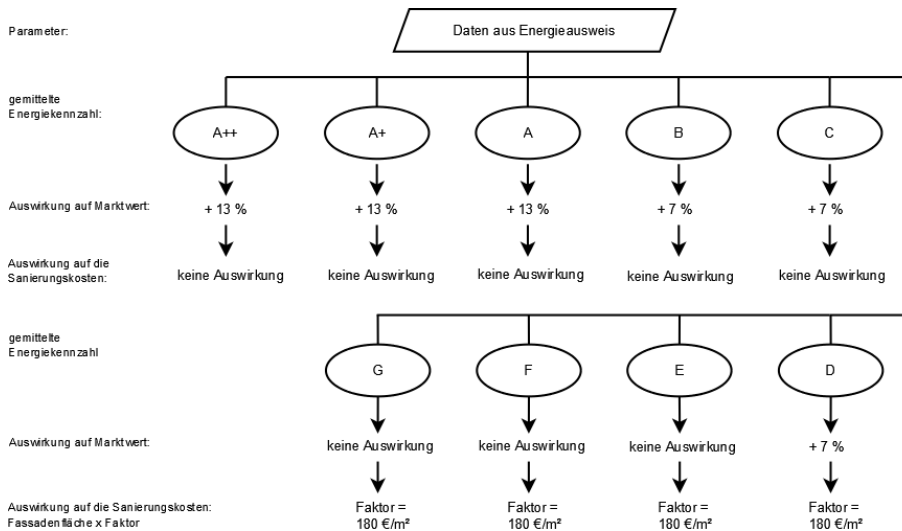 Parameter:
Daten aus Energieausweis
gemittelte
Energiekennzahl:
A++
A+
A
B
C
Auswirkung auf Marktwert:
+ 13 %
+ 13 %
+ 13 %
+ 7 %
+ 7 %
Auswirkung auf die
Sanierungskosten:
keine Auswirkung
keine Auswirkung
keine Auswirkung
keine Auswirkung
keine Auswirkung
gemittelte
Energiekennzahl
G
F
E
D
Auswirkung auf Marktwert:
keine Auswirkung
keine Auswirkung
keine Auswirkung
+ 7 %
Auswirkung auf die Sanierungskosten:
Fassadenfläche x Faktor
Faktor =
180 €/m²
Faktor =
180 €/m²
Faktor =
180 €/m²
Faktor =
180 €/m²